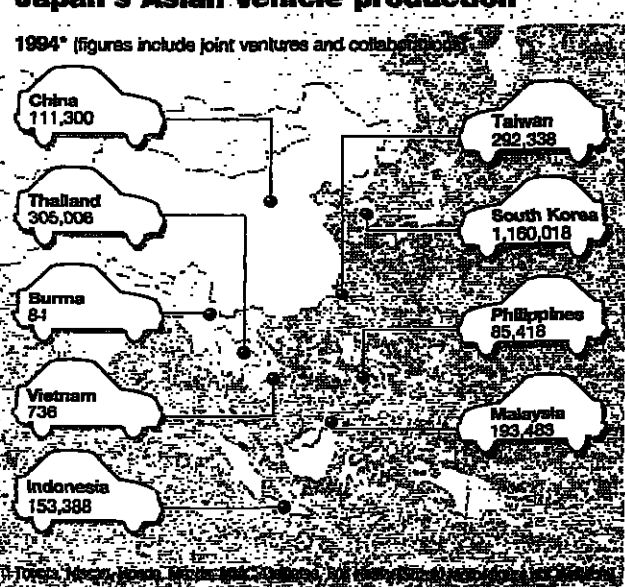 Japan's Asian vehicle production
1994* (figures include joint ventures and collaborations)
China
111,300
Taiwan
292,338
Thailand
305,006
South Korea
1,160,018
Burma
84
Philippines
85,418
Vietnam
736
Malaysia
193,483
Indonesia
153,388